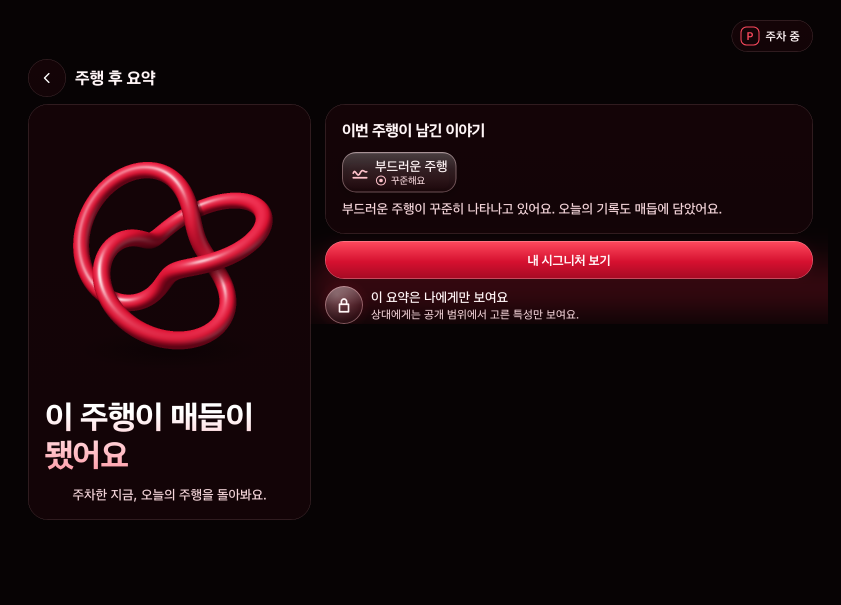 P 주차 중
주행 후 요약
이 주행이 매듭이
됐어요
주차한 지금, 오늘의 주행을 돌아봐요.
이번 주행이 남긴 이야기
부드러운 주행
꾸준해요
부드러운 주행이 꾸준히 나타나고 있어요. 오늘의 기록도 매듭에 담았어요.
내 시그니처 보기
이 요약은 나에게만 보여요
상대에게는 공개 범위에서 고른 특성만 보여요.